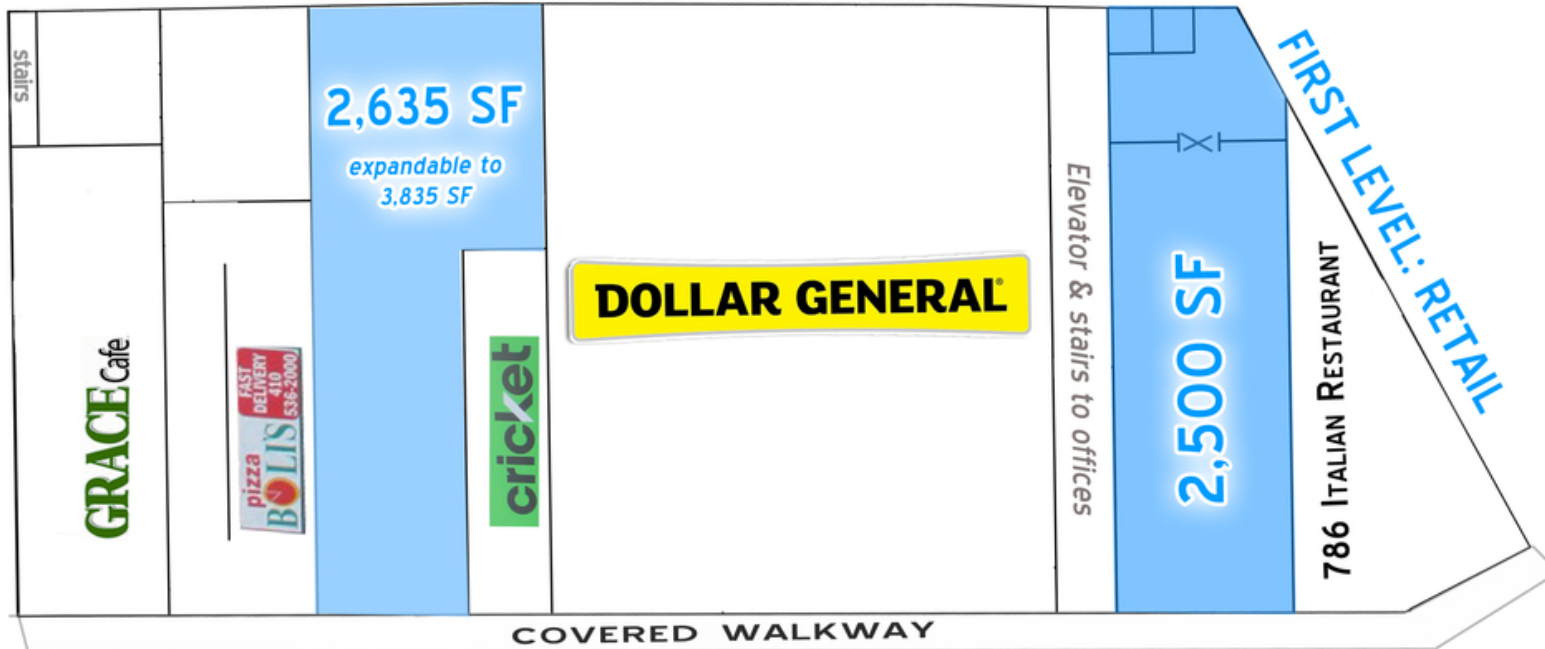 stairs
GRACE Cafe
pizza
BOLI'S
FAST
DELIVERY
410
536-2000
2,635 SF
expandable to
3,835 SF
cricket
DOLLAR GENERAL®
Elevator & stairs to offices
2,500 SF
786 ITALIAN RESTAURANT
FIRST LEVEL: RETAIL
COVERED WALKWAY